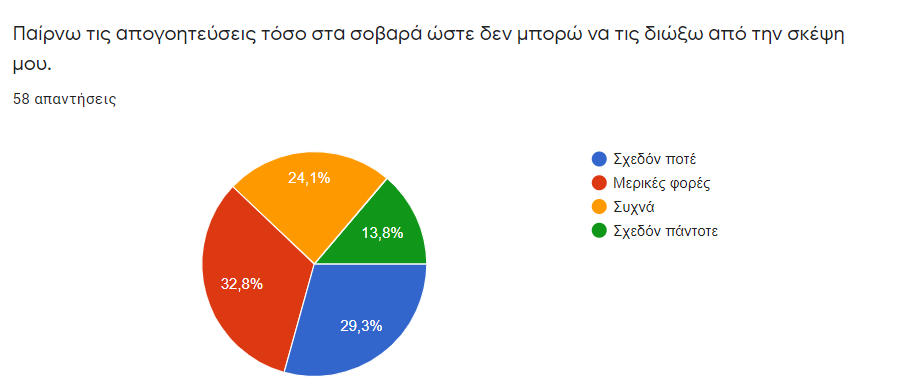 Παίρνω τις απογοητεύσεις τόσο στα σοβαρά ώστε δεν μπορώ να τις διώξω από την σκέψη
μου.
58 απαντήσεις
24,1%
13,8%
32,8%
29,3%
Σχεδόν ποτέ
Μερικές φορές
Συχνά
Σχεδόν πάντοτε